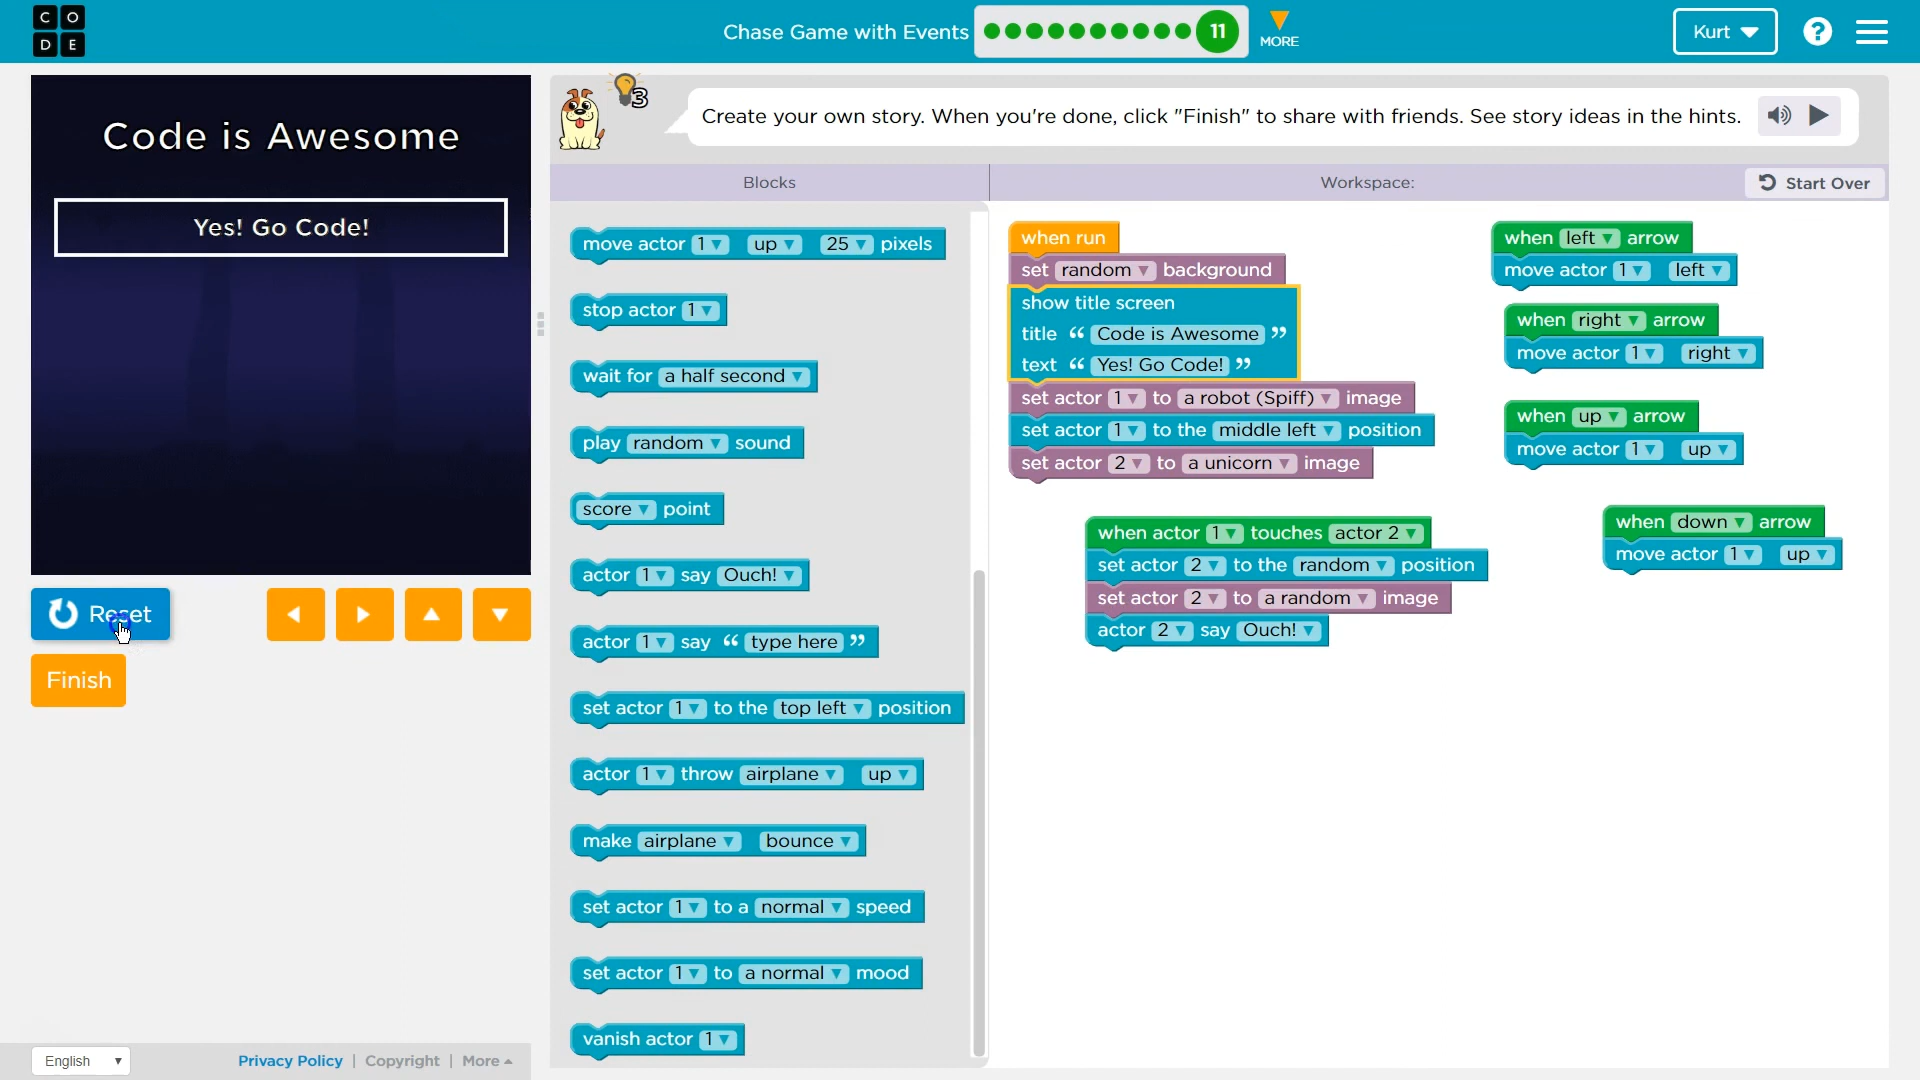 C O
D E
Chase Game with Events
11
MORE
Kurt
?
Code is Awesome
Yes! Go Code!
3
Create your own story. When you're done, click "Finish" to share with friends. See story ideas in the hints.
Blocks
Workspace:
Start Over
move actor 1 up 25 pixels
stop actor 1
wait for a half second
play random sound
score point
actor 1 say Ouch!
actor 1 say “ type here ”
set actor 1 to the top left position
actor 1 throw airplane up
make airplane bounce
set actor 1 to a normal speed
set actor 1 to a normal mood
vanish actor 1
when run
set random background
show title screen
title “ Code is Awesome ”
text “ Yes! Go Code! ”
set actor 1 to a robot (Spiff) image
set actor 1 to the middle left position
set actor 2 to a unicorn image
when actor 1 touches actor 2
set actor 2 to the random position
set actor 2 to a random image
actor 2 say Ouch!
when left arrow
move actor 1 left
when right arrow
move actor 1 right
when up arrow
move actor 1 up
when down arrow
move actor 1 up
Reset
Finish
English
Privacy Policy | Copyright | More